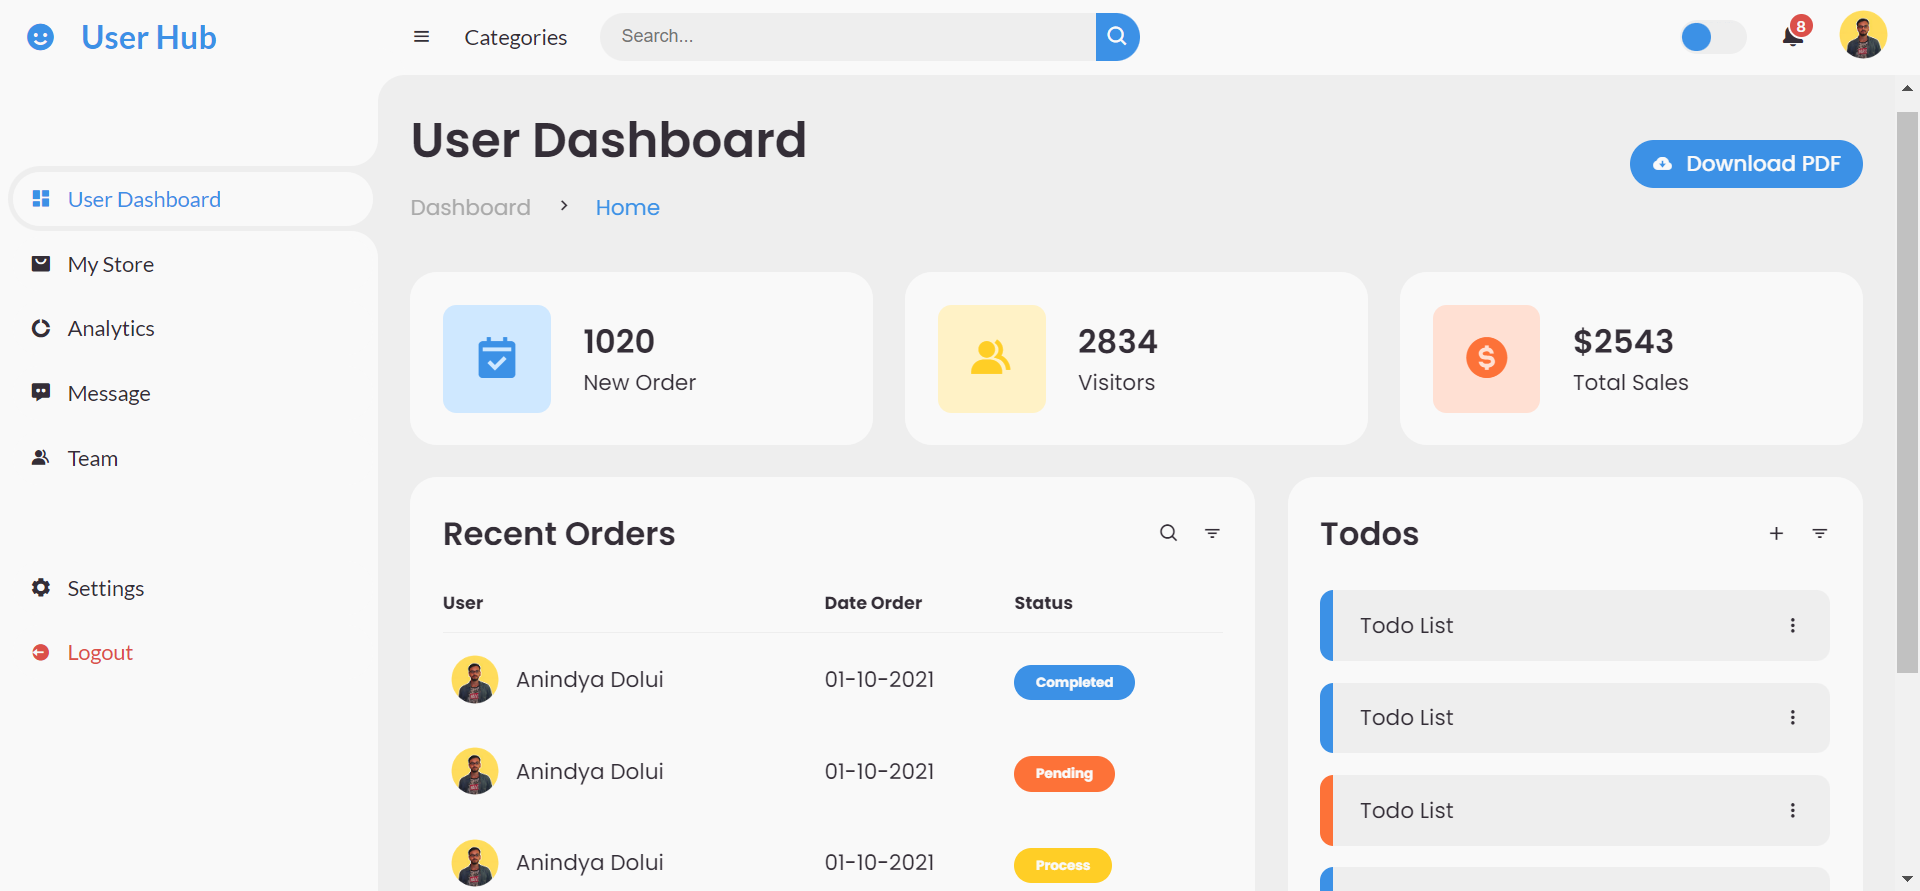 User Hub
Categories
Search...
8
User Dashboard
My Store
Analytics
Message
Team
Settings
Logout
User Dashboard
Dashboard > Home
Download PDF
1020
New Order
2834
Visitors
$2543
Total Sales
Recent Orders
User Date Order Status
Anindya Dolui 01-10-2021 Completed
Anindya Dolui 01-10-2021 Pending
Anindya Dolui 01-10-2021 Process
Todos
Todo List
Todo List
Todo List